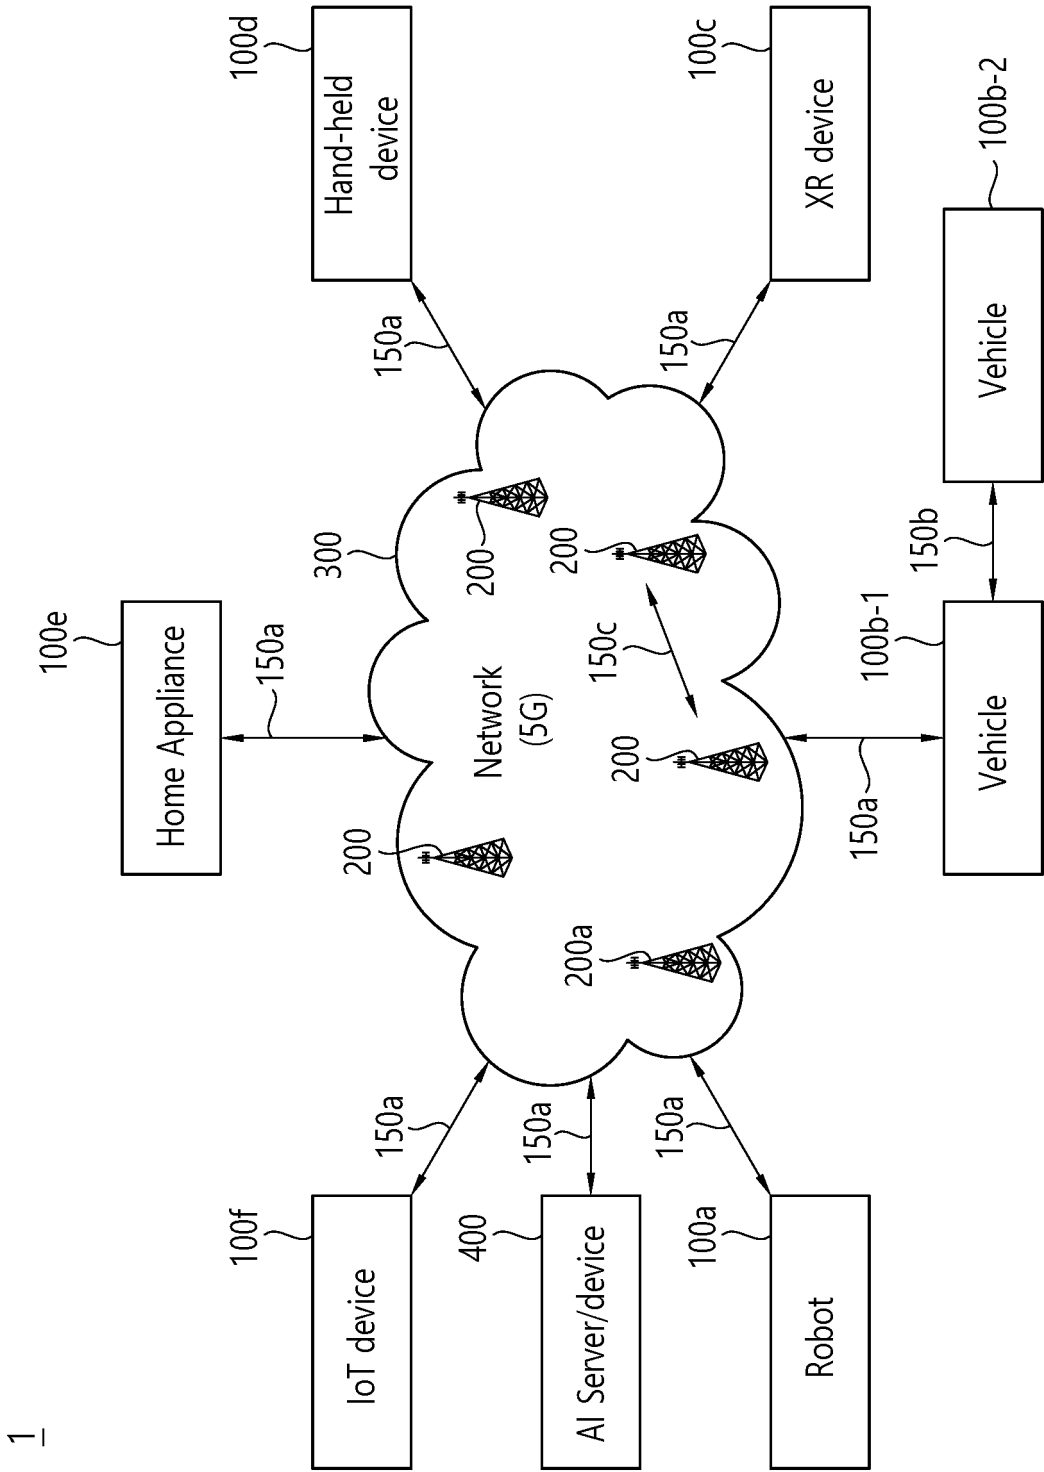 1
100e
Home Appliance
150a
100f
IoT device
150a
300
100d
Hand-held
device
150a
200
200
Network
(5G)
200
150c
200
200a
400
AI Server/device
150a
100a
Robot
150a
100c
XR device
150a
150a
100b-1
Vehicle
150b
100b-2
Vehicle